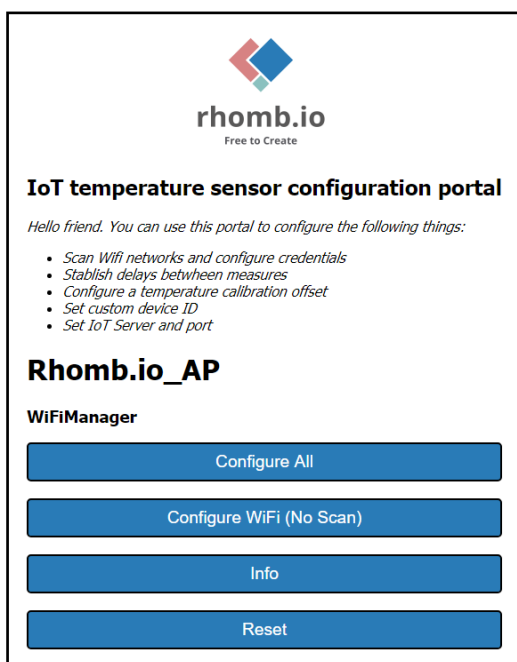 rhomb.io
Free to Create
IoT temperature sensor configuration portal
Hello friend. You can use this portal to configure the following things:
Scan Wifi networks and configure credentials
Stablish delays betwheen measures
Configure a temperature calibration offset
Set custom device ID
Set IoT Server and port
Rhomb.io_AP
WiFiManager
Configure All
Configure WiFi (No Scan)
Info
Reset